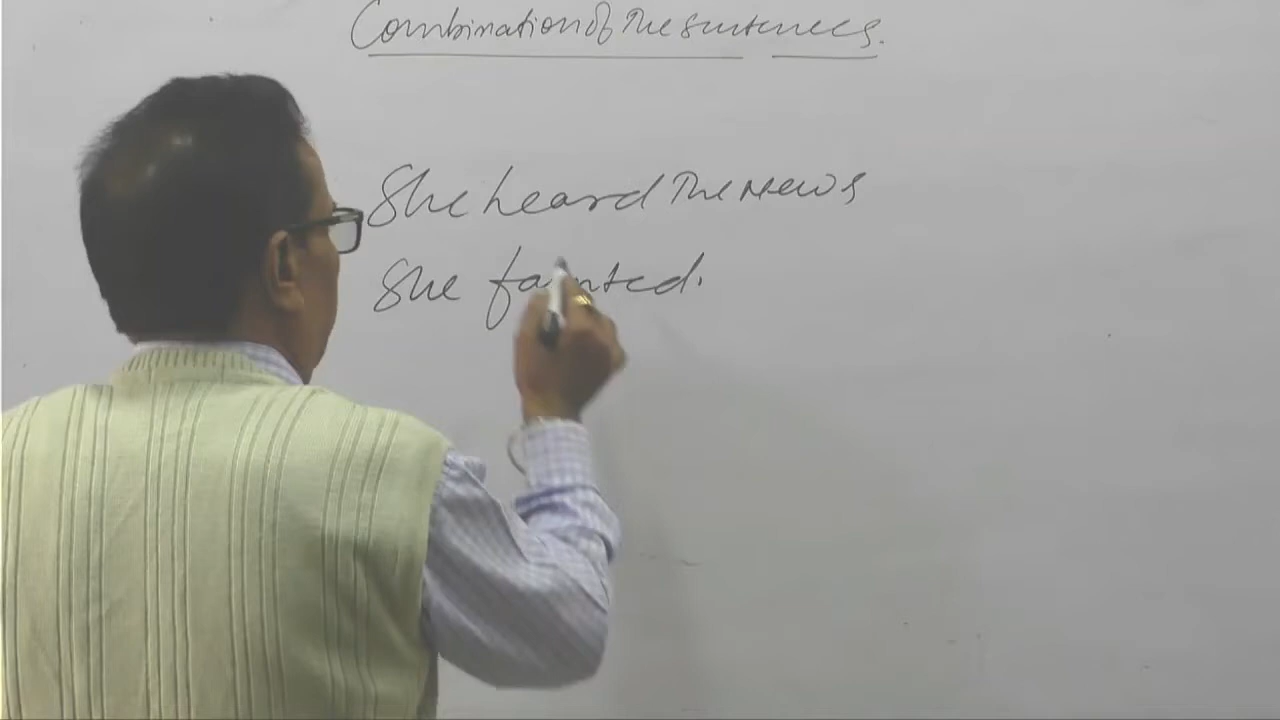 Combination of the sentences.
She heard the news
She fainted.